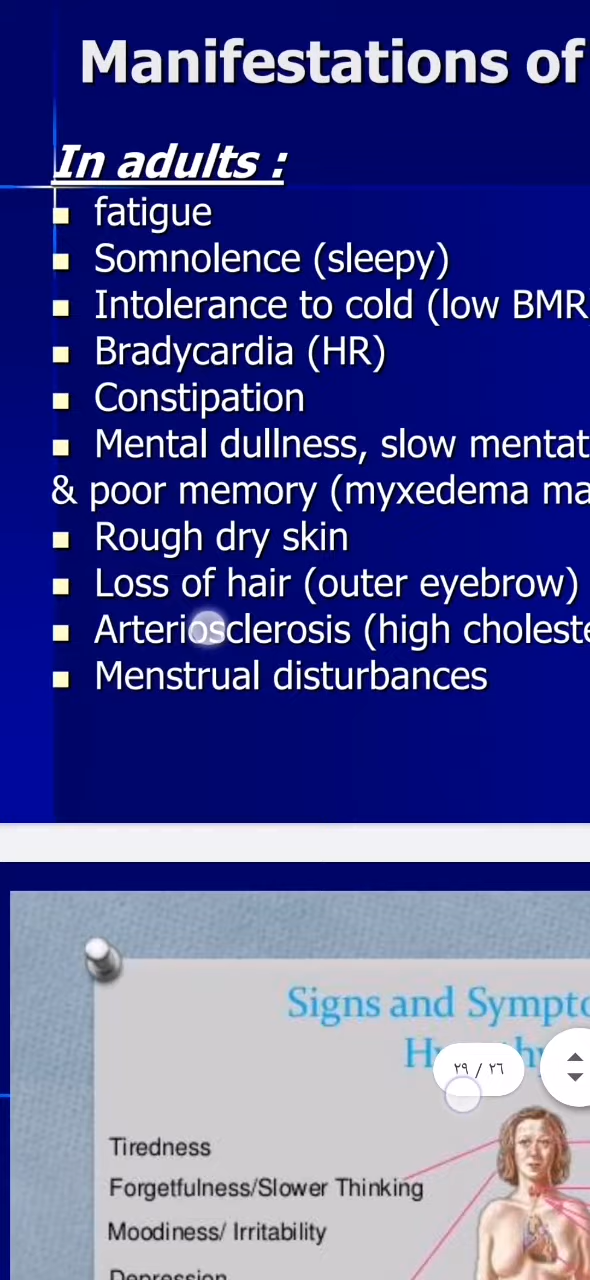 Manifestations of
In adults :
fatigue
Somnolence (sleepy)
Intolerance to cold (low BMR
Bradycardia (HR)
Constipation
Mental dullness, slow mentat
& poor memory (myxedema ma
Rough dry skin
Loss of hair (outer eyebrow)
Arteriosclerosis (high choleste
Menstrual disturbances
Signs and Sympto
٢٩ / ٢٦
Tiredness
Forgetfulness/Slower Thinking
Moodiness/ Irritability
Depression